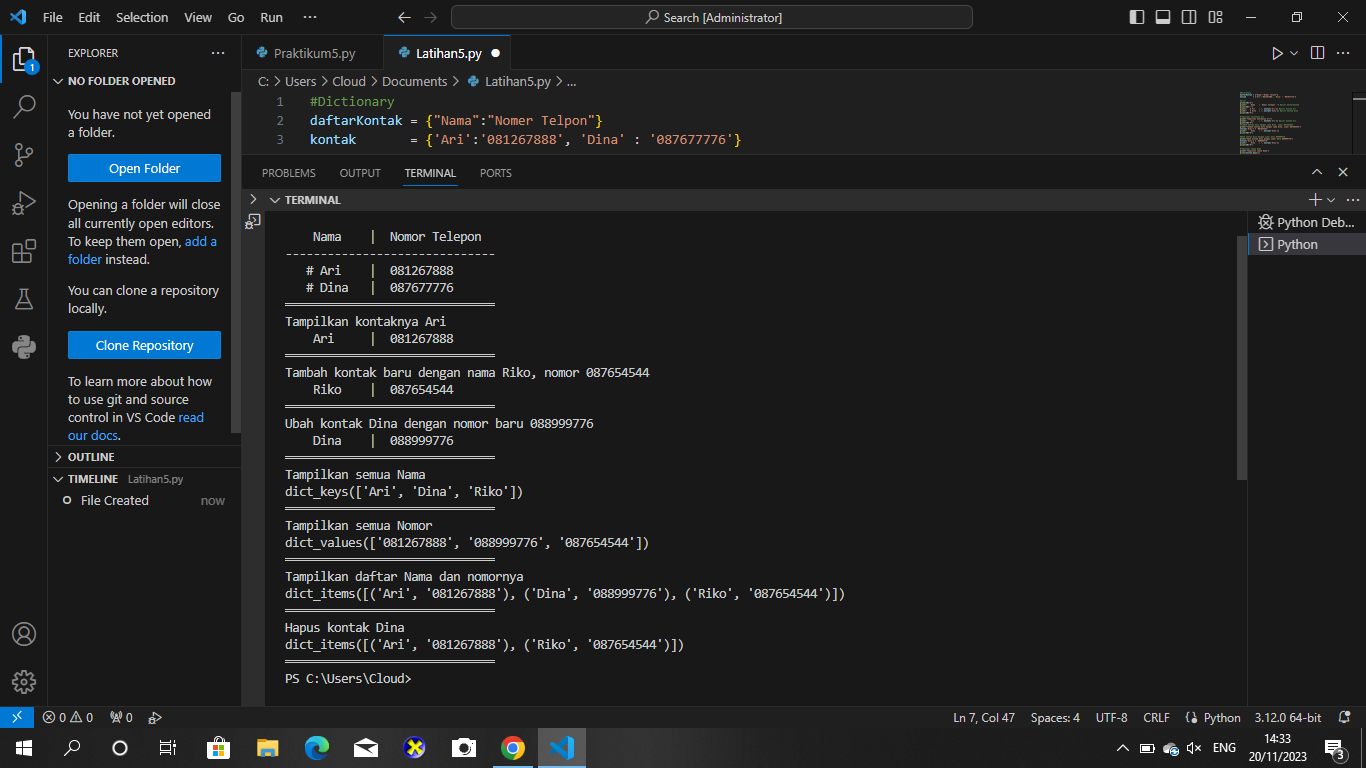 File Edit Selection View Go Run ··· Search [Administrator]
EXPLORER ···
NO FOLDER OPENED
You have not yet opened
a folder.
Open Folder
Opening a folder will close
all currently open editors.
To keep them open, add a
folder instead.
You can clone a repository
locally.
Clone Repository
To learn more about how
to use git and source
control in VS Code read
our docs.
OUTLINE
TIMELINE Latihan5.py
File Created now
1
Praktikum5.py Latihan5.py
C: > Users > Cloud > Documents > Latihan5.py > ...
1 #Dictionary
2 daftarKontak = {"Nama":"Nomer Telpon"}
3 kontak = {'Ari':'081267888', 'Dina' : '087677776'}
PROBLEMS OUTPUT TERMINAL PORTS
TERMINAL
Nama | Nomor Telepon
------------------------------
# Ari | 081267888
# Dina | 087677776
==============================
Tampilkan kontaknya Ari
Ari | 081267888
==============================
Tambah kontak baru dengan nama Riko, nomor 087654544
Riko | 087654544
==============================
Ubah kontak Dina dengan nomor baru 088999776
Dina | 088999776
==============================
Tampilkan semua Nama
dict_keys(['Ari', 'Dina', 'Riko'])
==============================
Tampilkan semua Nomor
dict_values(['081267888', '088999776', '087654544'])
==============================
Tampilkan daftar Nama dan nomornya
dict_items([('Ari', '081267888'), ('Dina', '088999776'), ('Riko', '087654544')])
==============================
Hapus kontak Dina
dict_items([('Ari', '081267888'), ('Riko', '087654544')])
==============================
PS C:\Users\Cloud>
Python Deb...
Python
0 0 0 Ln 7, Col 47 Spaces: 4 UTF-8 CRLF Python 3.12.0 64-bit
ENG 14:33
20/11/2023
3